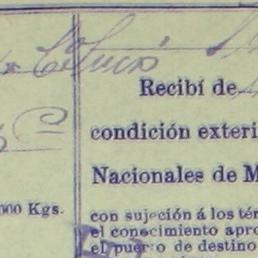 Recibí de
condición exteri
Nacionales de M
000 Kgs.
con sujeción á los tér
el conocimiento apro
el puerto de destino